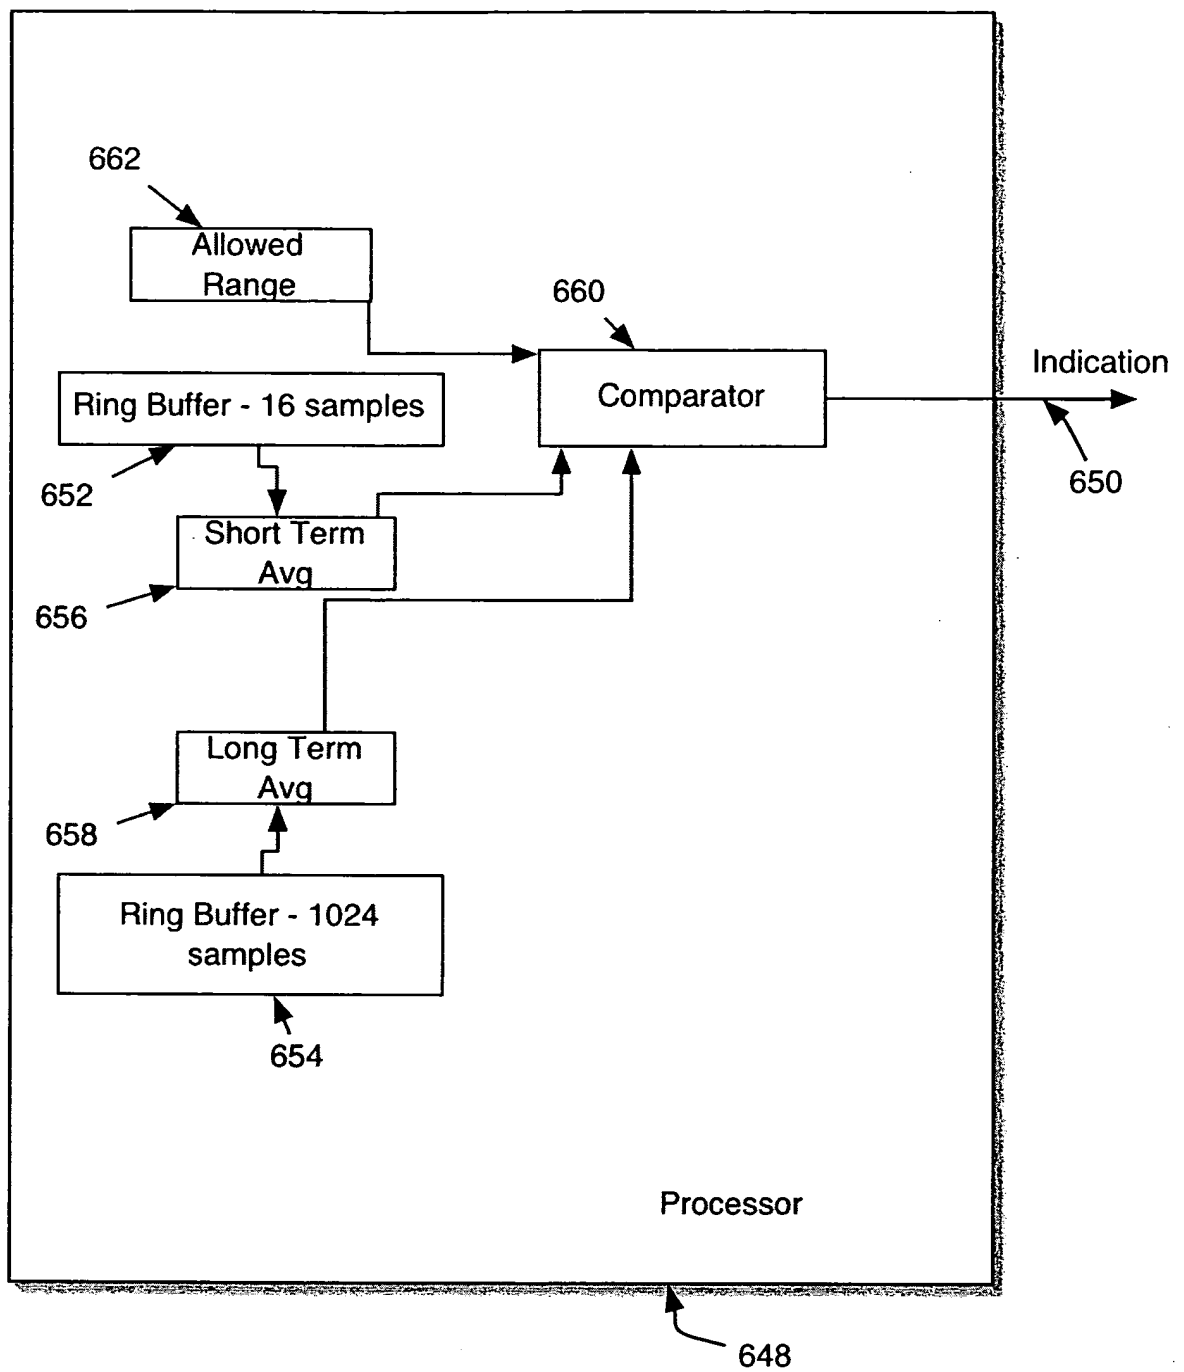 662
Allowed
Range
660
Comparator
Indication
650
Ring Buffer - 16 samples
652
Short Term
Avg
656
Long Term
Avg
658
Ring Buffer - 1024
samples
654
Processor
648